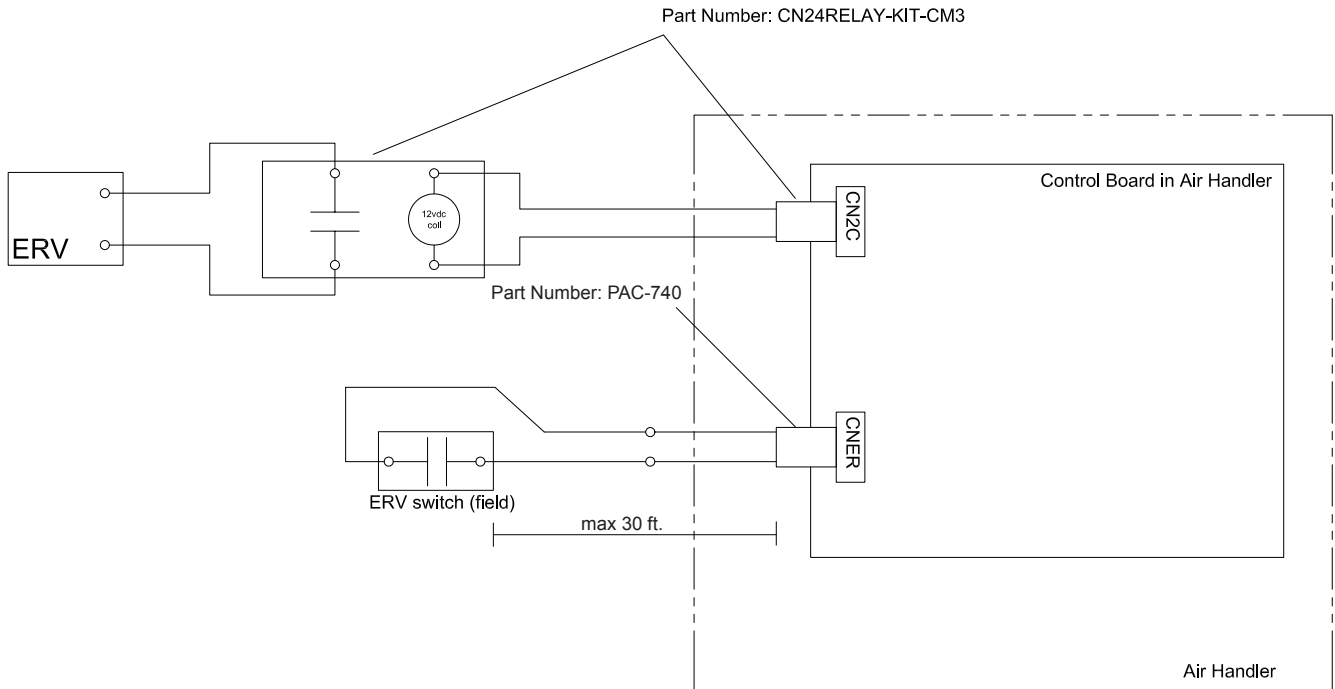 Part Number: CN24RELAY-KIT-CM3
Control Board in Air Handler
CN2C
12vdc
coil
ERV
Part Number: PAC-740
CNER
ERV switch (field)
max 30 ft.
Air Handler